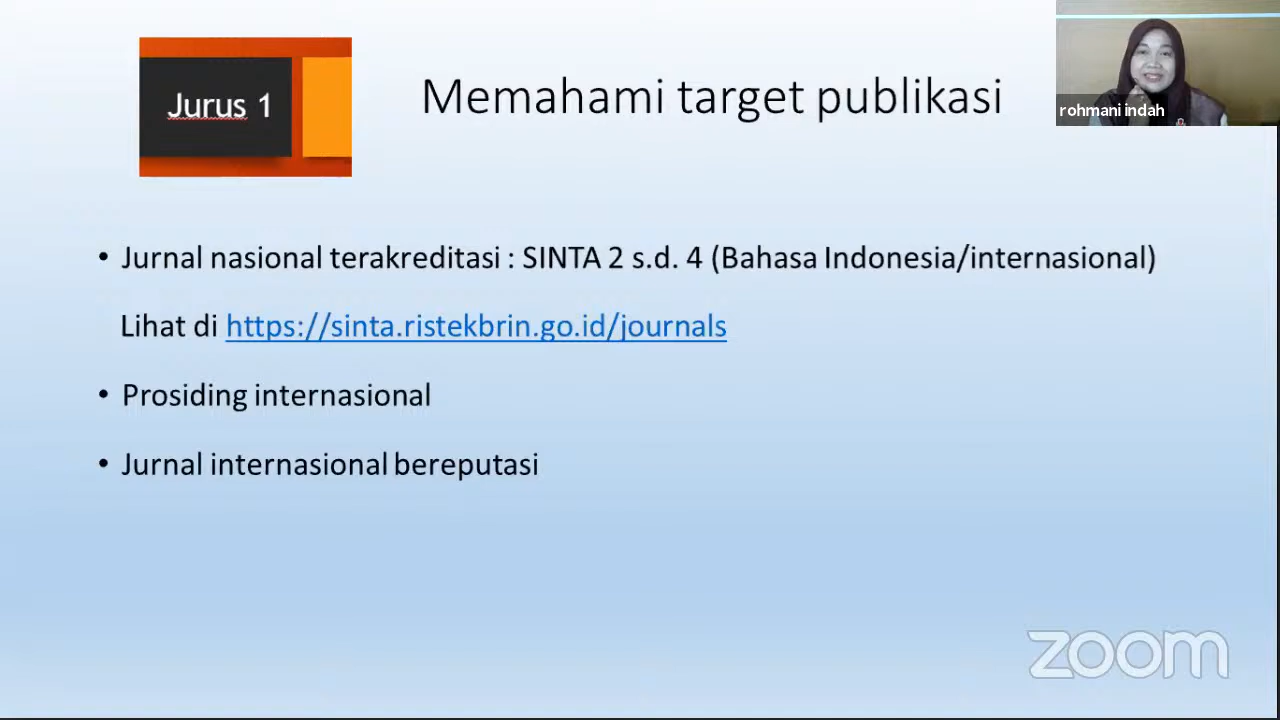 Jurus 1
Memahami target publikasi
rohmani indah
• Jurnal nasional terakreditasi : SINTA 2 s.d. 4 (Bahasa Indonesia/internasional)
Lihat di https://sinta.ristekbrin.go.id/journals
• Prosiding internasional
• Jurnal internasional bereputasi
zoom